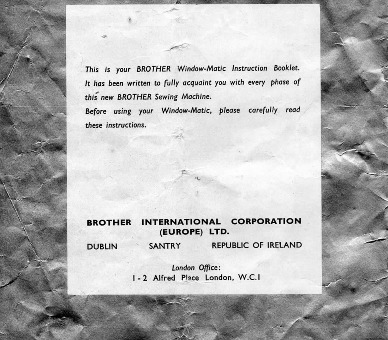 This is your BROTHER Window-Matic Instruction Booklet.
It has been written to fully acquaint you with every phase of
this new BROTHER Sewing Machine.
Before using your Window-Matic, please carefully read
these instructions.
BROTHER INTERNATIONAL CORPORATION
(EUROPE) LTD.
DUBLIN SANTRY REPUBLIC OF IRELAND
London Office:
1 - 2 Alfred Place London, W.C.1